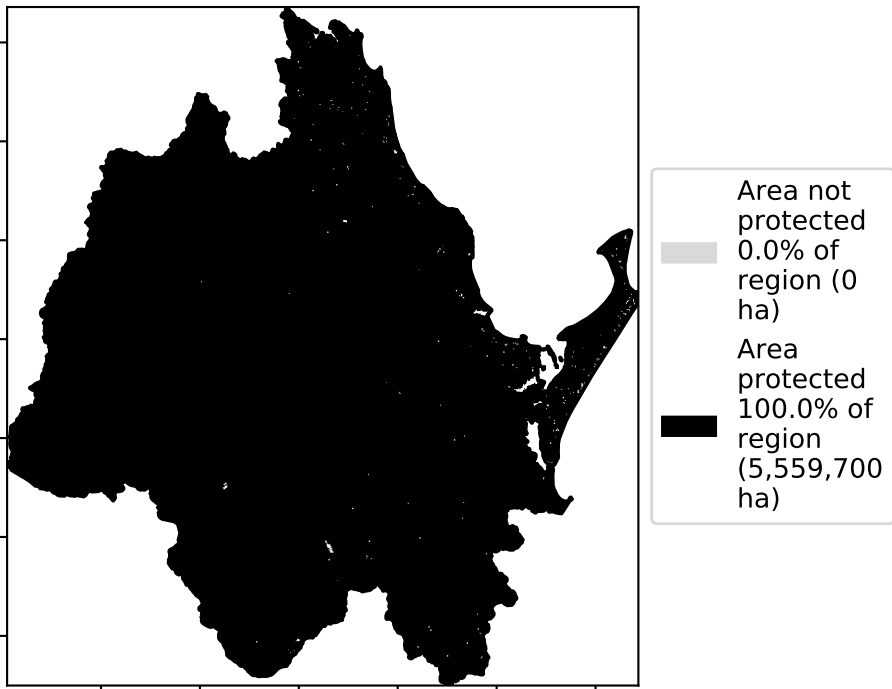 Area not
protected
0.0% of
region (0
ha)
Area
protected
100.0% of
region
(5,559,700
ha)